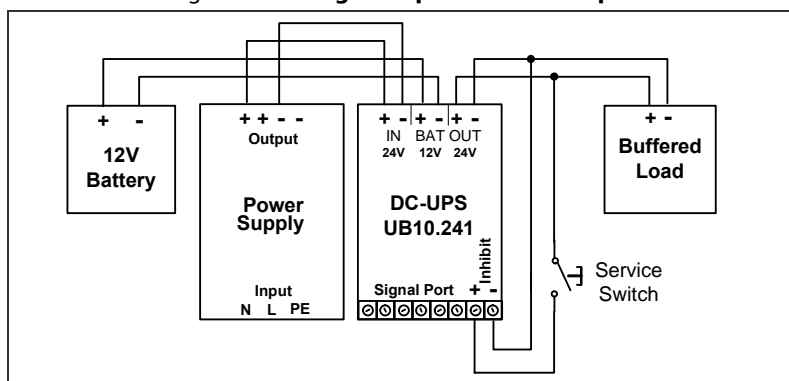 + -
12V
Battery
+ + - -
Output
Power
Supply
Input
N L PE
+ - + - + -
IN BAT OUT
24V 12V 24V
DC-UPS
UB10.241
Inhibit
Signal Port + -
+ -
Buffered
Load
Service
Switch